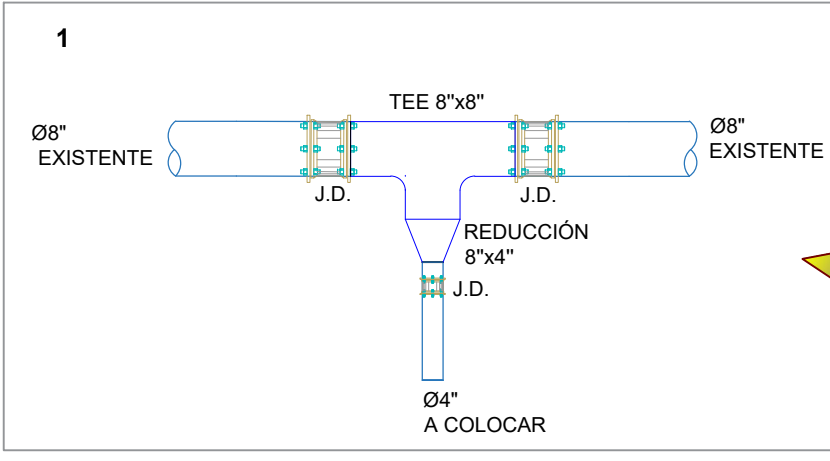 1
TEE 8"x8"
Ø8"
EXISTENTE
Ø8"
EXISTENTE
J.D.
J.D.
REDUCCIÓN
8"x4"
J.D.
Ø4"
A COLOCAR